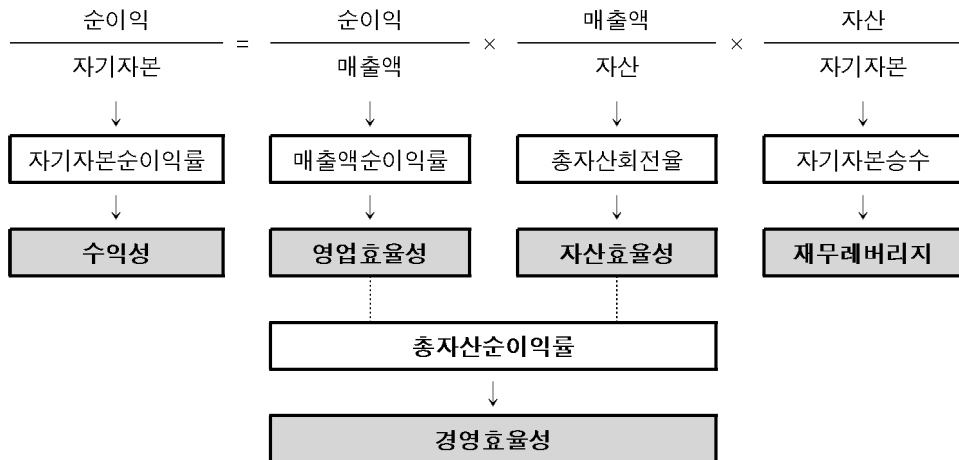 순이익 순이익 매출액 자산
= × ×
자기자본 매출액 자산 자기자본
↓ ↓ ↓ ↓
자기자본순이익률 매출액순이익률 총자산회전율 자기자본승수
↓ ↓ ↓ ↓
수익성 영업효율성 자산효율성 재무레버리지
총자산순이익률
↓
경영효율성